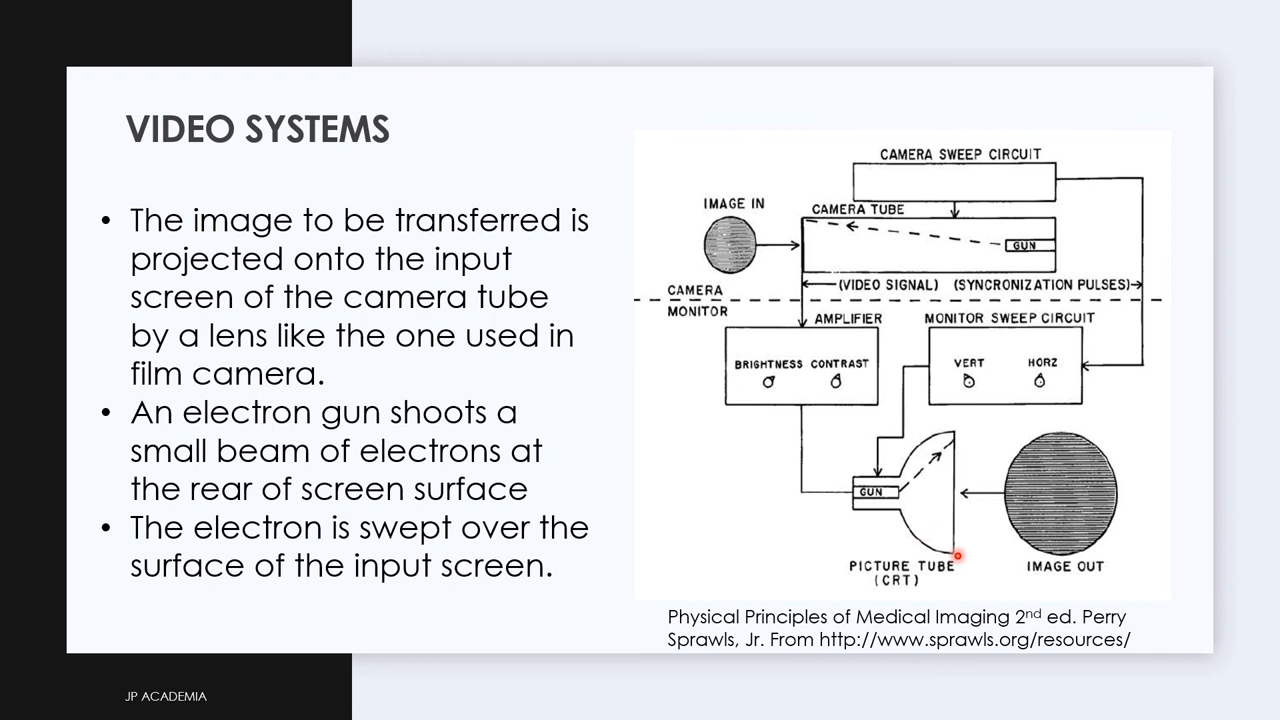 VIDEO SYSTEMS
• The image to be transferred is
projected onto the input
screen of the camera tube
by a lens like the one used in
film camera.
• An electron gun shoots a
small beam of electrons at
the rear of screen surface
• The electron is swept over the
surface of the input screen.
CAMERA SWEEP CIRCUIT
IMAGE IN
CAMERA TUBE
GUN
CAMERA
(VIDEO SIGNAL) (SYNCRONIZATION PULSES)
MONITOR
AMPLIFIER
MONITOR SWEEP CIRCUIT
BRIGHTNESS CONTRAST
VERT HORZ
GUN
PICTURE TUBE
(CRT)
IMAGE OUT
Physical Principles of Medical Imaging 2nd ed. Perry
Sprawls, Jr. From http://www.sprawls.org/resources/
JP ACADEMIA